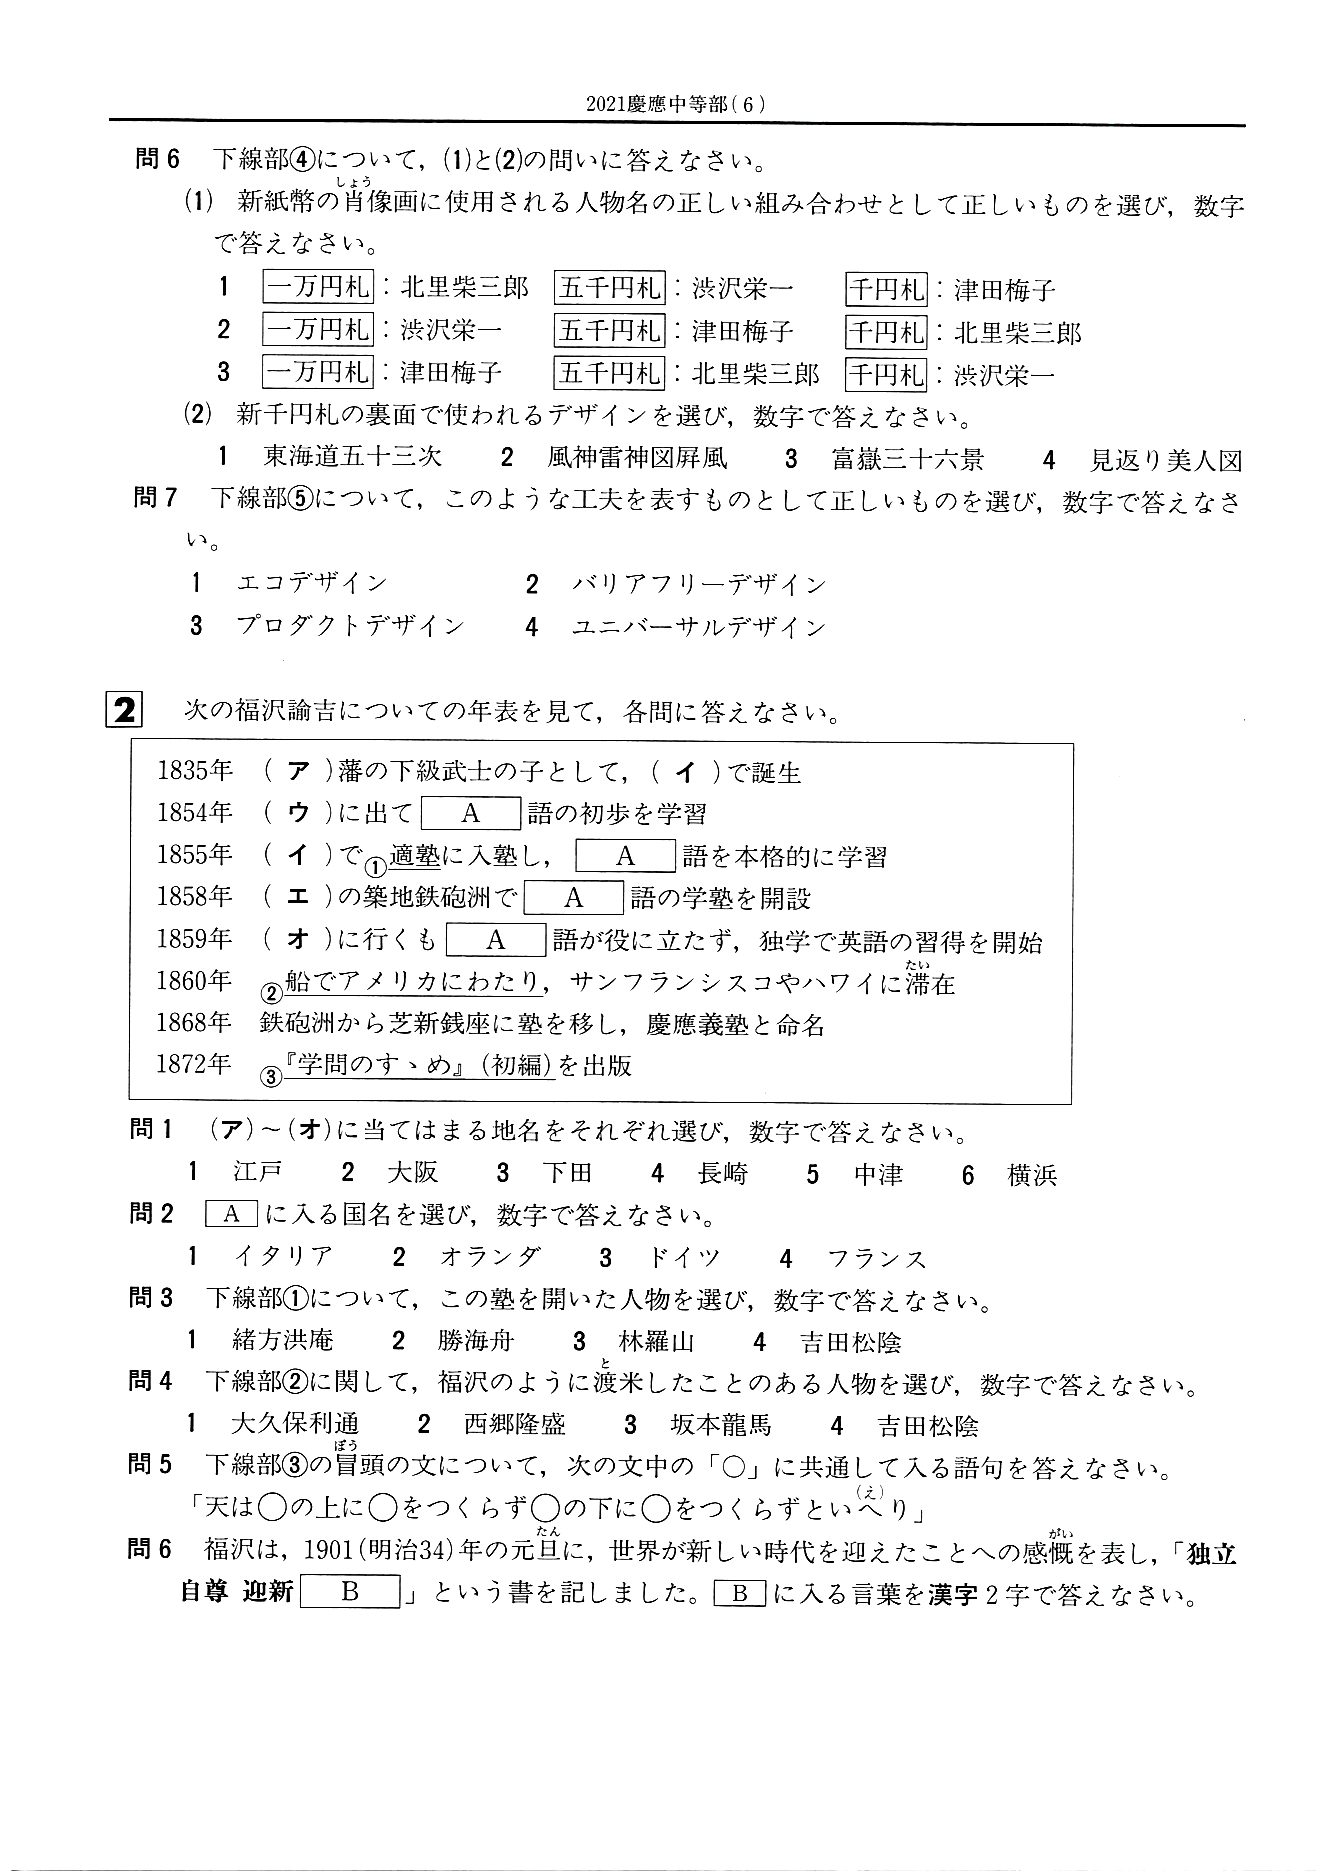 2021慶應中等部(6)
問6 下線部④について，(1)と(2)の問いに答えなさい。
(1) 新紙幣の肖像画に使用される人物名の正しい組み合わせとして正しいものを選び，数字
しょう
で答えなさい。
1 一万円札：北里柴三郎 五千円札：渋沢栄一 千円札：津田梅子
2 一万円札：渋沢栄一 五千円札：津田梅子 千円札：北里柴三郎
3 一万円札：津田梅子 五千円札：北里柴三郎 千円札：渋沢栄一
(2) 新千円札の裏面で使われるデザインを選び，数字で答えなさい。
1 東海道五十三次 2 風神雷神図屛風 3 富嶽三十六景 4 見返り美人図
問7 下線部⑤について，このような工夫を表すものとして正しいものを選び，数字で答えなさ
い。
1 エコデザイン 2 バリアフリーデザイン
3 プロダクトデザイン 4 ユニバーサルデザイン
2 次の福沢諭吉についての年表を見て，各問に答えなさい。
1835年 (ア)藩の下級武士の子として，(イ)で誕生
1854年 (ウ)に出て A 語の初歩を学習
1855年 (イ)で①適塾に入塾し， A 語を本格的に学習
1858年 (エ)の築地鉄砲洲で A 語の学塾を開設
1859年 (オ)に行くも A 語が役に立たず，独学で英語の習得を開始
1860年 ②船でアメリカにわたり，サンフランシスコやハワイに滞在
たい
1868年 鉄砲洲から芝新銭座に塾を移し，慶應義塾と命名
1872年 ③『学問のすゝめ』(初編)を出版
問1 (ア)～(オ)に当てはまる地名をそれぞれ選び，数字で答えなさい。
1 江戸 2 大阪 3 下田 4 長崎 5 中津 6 横浜
問2 A に入る国名を選び，数字で答えなさい。
1 イタリア 2 オランダ 3 ドイツ 4 フランス
問3 下線部①について，この塾を開いた人物を選び，数字で答えなさい。
1 緒方洪庵 2 勝海舟 3 林羅山 4 吉田松陰
問4 下線部②に関して，福沢のように渡米したことのある人物を選び，数字で答えなさい。
と
1 大久保利通 2 西郷隆盛 3 坂本龍馬 4 吉田松陰
問5 下線部③の冒頭の文について，次の文中の「○」に共通して入る語句を答えなさい。
ぼう
「天は○の上に○をつくらず○の下に○をつくらずといへり」
(え)
問6 福沢は，1901(明治34)年の元旦に，世界が新しい時代を迎えたことへの感慨を表し，「独立
たん がい
自尊 迎新 B 」という書を記しました。 B に入る言葉を漢字2字で答えなさい。